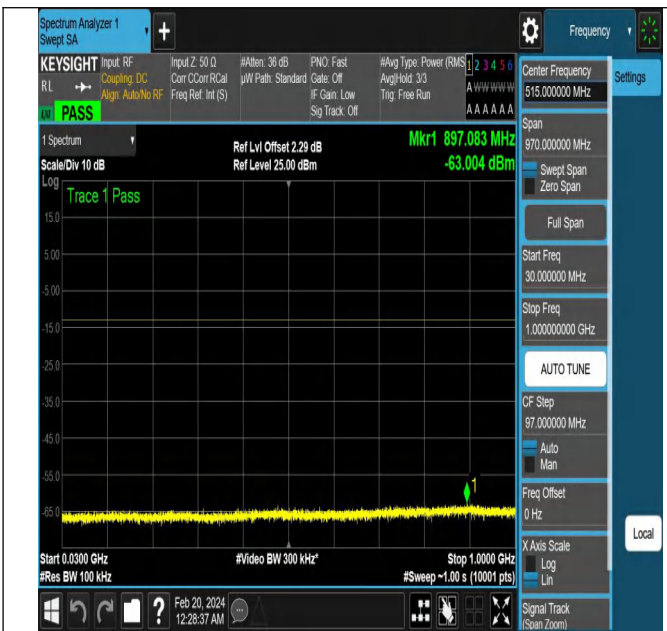 Spectrum Analyzer 1
Swept SA
+
Frequency
KEYSIGHT
RL
PASS
Input: RF
Coupling: DC
Align: Auto/No RF
Input Z: 50 Ω
Corr CCorr RCal
Freq Ref: Int (S)
#Atten: 36 dB
µW Path: Standard
PNO: Fast
Gate: Off
IF Gain: Low
Sig Track: Off
#Avg Type: Power (RMS
Avg|Hold: 3/3
Trig: Free Run
1 2 3 4 5 6
A W W W W W
A A A A A A
1 Spectrum
Scale/Div 10 dB
Ref Lvl Offset 2.29 dB
Ref Level 25.00 dBm
Mkr1 897.083 MHz
-63.004 dBm
Log
Trace 1 Pass
15.0
5.00
-5.00
-15.0
-25.0
-35.0
-45.0
-55.0
-65.0
1
Start 0.0300 GHz
#Res BW 100 kHz
#Video BW 300 kHz*
Stop 1.0000 GHz
#Sweep ~1.00 s (10001 pts)
?
Feb 20, 2024
12:28:37 AM
Center Frequency
515.000000 MHz
Settings
Span
970.000000 MHz
Swept Span
Zero Span
Full Span
Start Freq
30.000000 MHz
Stop Freq
1.000000000 GHz
AUTO TUNE
CF Step
97.000000 MHz
Auto
Man
Freq Offset
0 Hz
Local
X Axis Scale
Log
Lin
Signal Track
(Span Zoom)